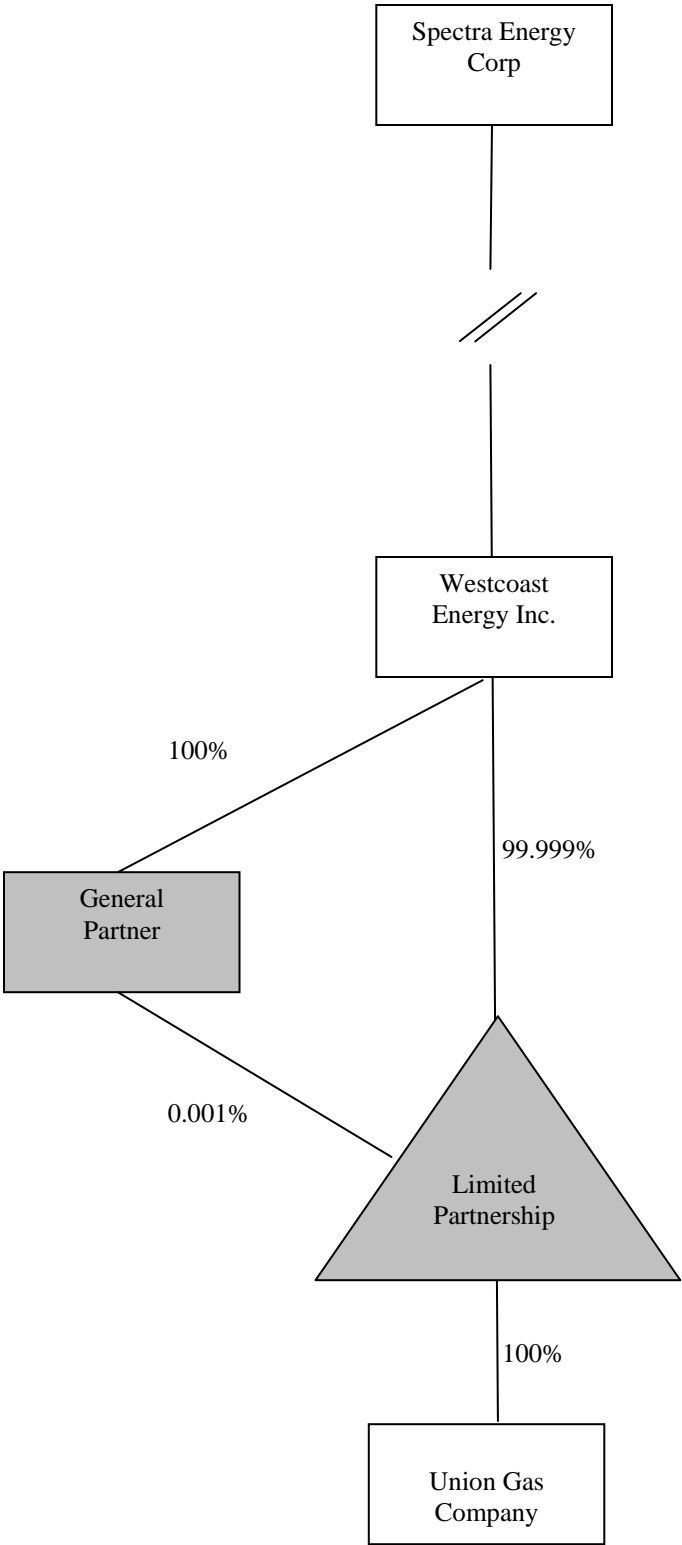 Spectra Energy
Corp
Westcoast
Energy Inc.
100%
99.999%
General
Partner
0.001%
Limited
Partnership
100%
Union Gas
Company